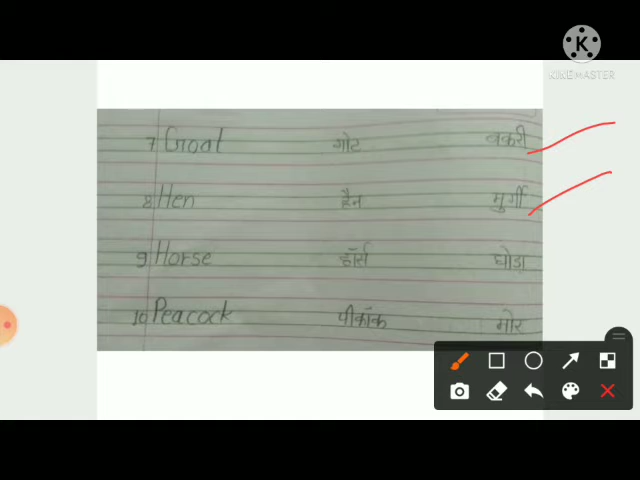 K
KINEMASTER
7 Goat गोट बकरी
8 Hen हैन मुर्गी
9 Horse हॉर्स घोडा
10 Peacock पीकॉक मोर